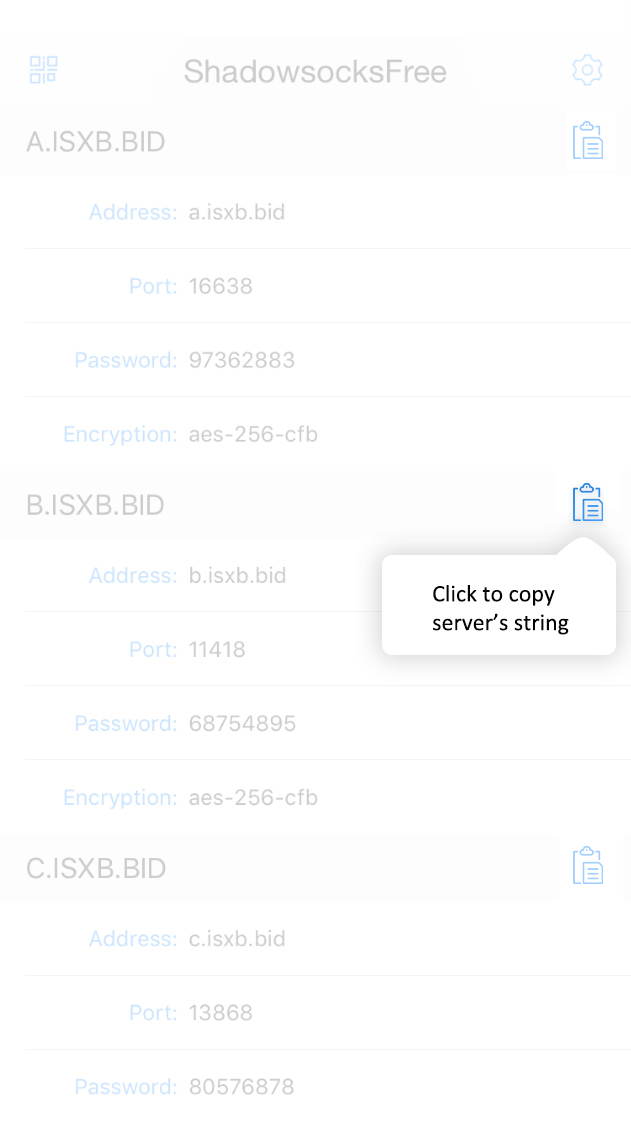 ShadowsocksFree
A.ISXB.BID
Address: a.isxb.bid
Port: 16638
Password: 97362883
Encryption: aes-256-cfb
B.ISXB.BID
Address: b.isxb.bid
Click to copy
server’s string
Port: 11418
Password: 68754895
Encryption: aes-256-cfb
C.ISXB.BID
Address: c.isxb.bid
Port: 13868
Password: 80576878